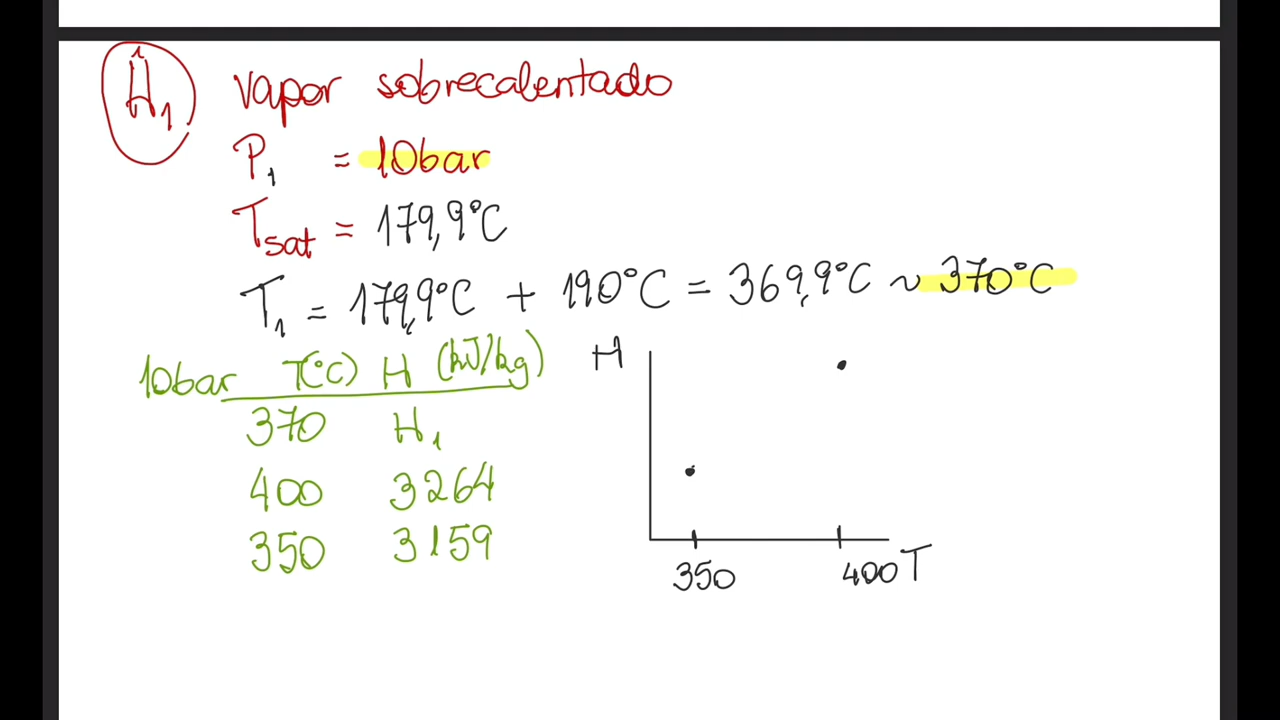 Ĥ₁ vapor sobrecalentado
P₁ = 10bar
Tsat = 179,9°C
T₁ = 179,9°C + 190°C = 369,9°C ~ 370°C
10bar T(°C) H (kJ/kg)
370 H₁
400 3264
350 3159
H
350 400 T